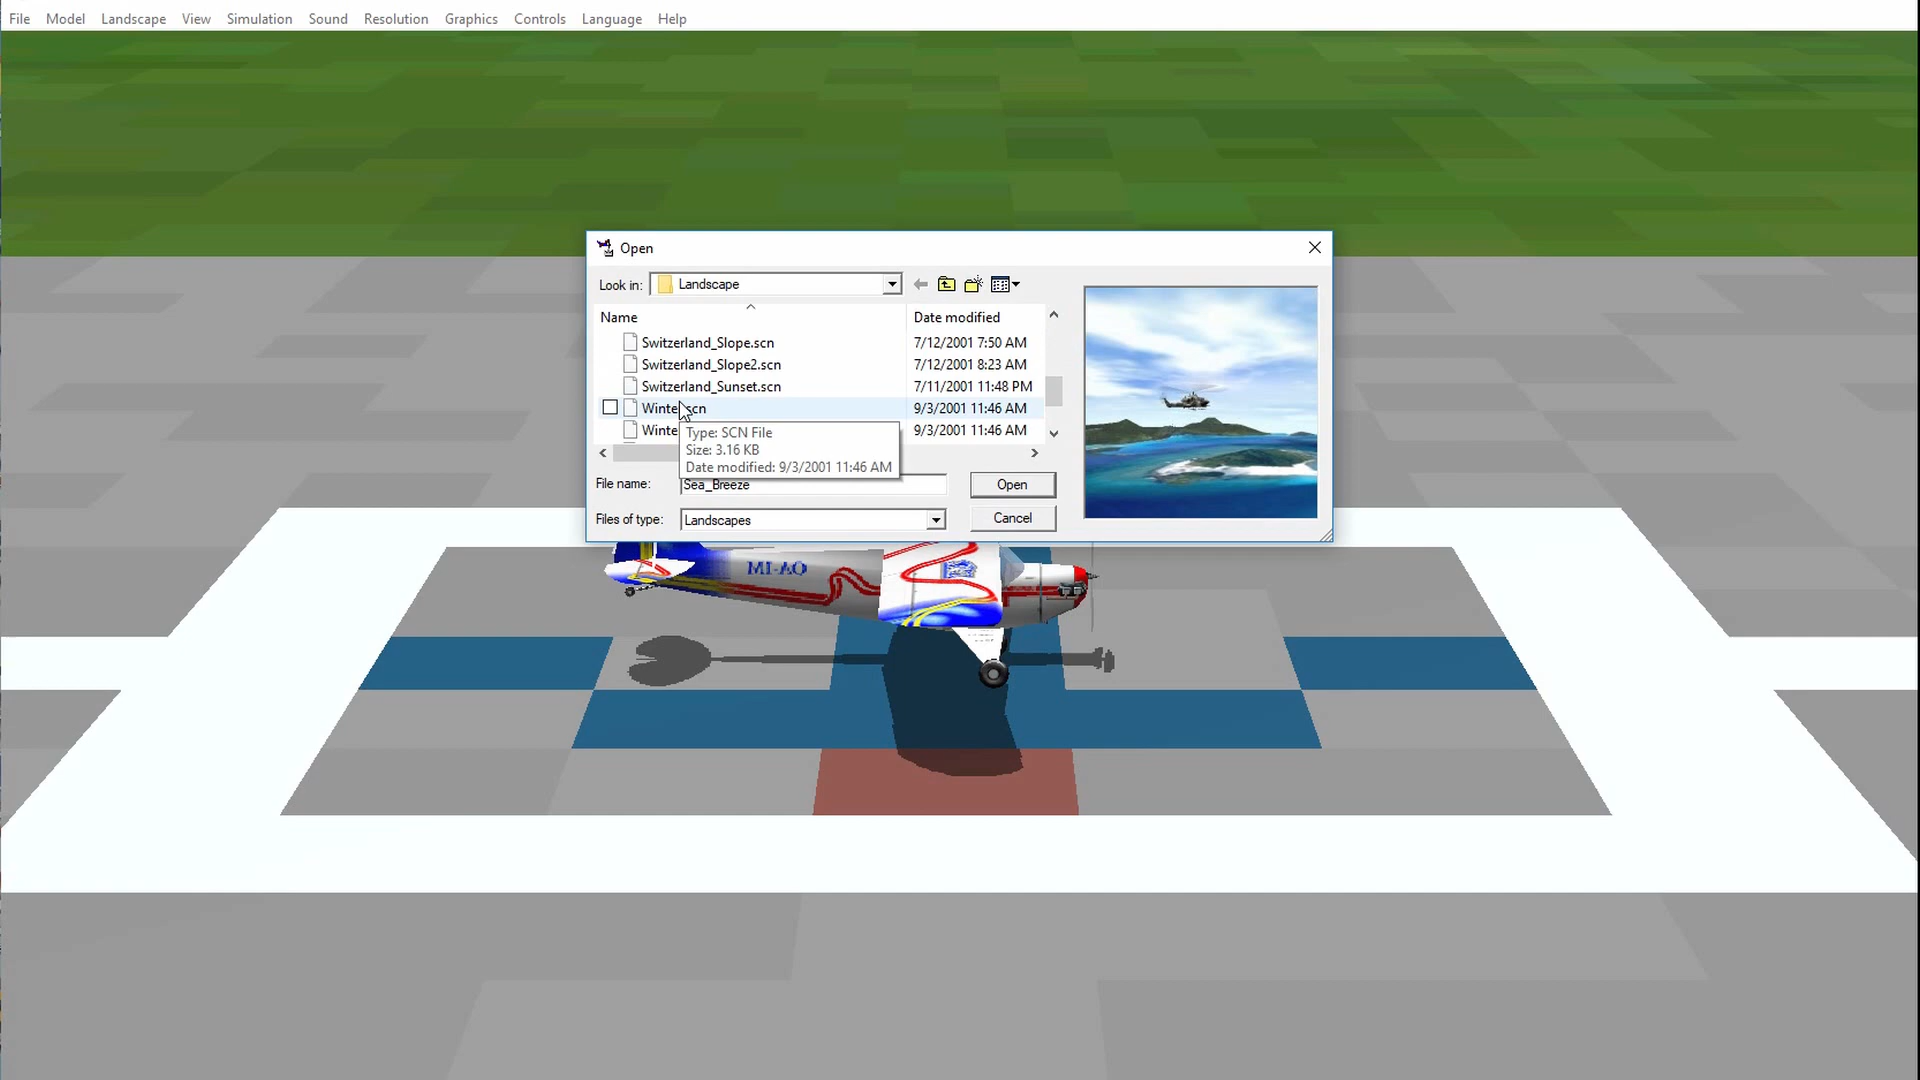 File Model Landscape View Simulation Sound Resolution Graphics Controls Language Help
Open
Look in: Landscape
Name Date modified
Switzerland_Slope.scn 7/12/2001 7:50 AM
Switzerland_Slope2.scn 7/12/2001 8:23 AM
Switzerland_Sunset.scn 7/11/2001 11:48 PM
9/3/2001 11:46 AM
9/3/2001 11:46 AM
Type: SCN File
Size: 3.16 KB
Date modified: 9/3/2001 11:46 AM
File name: Sea_Breeze Open
Files of type: Landscapes Cancel
MI-AO